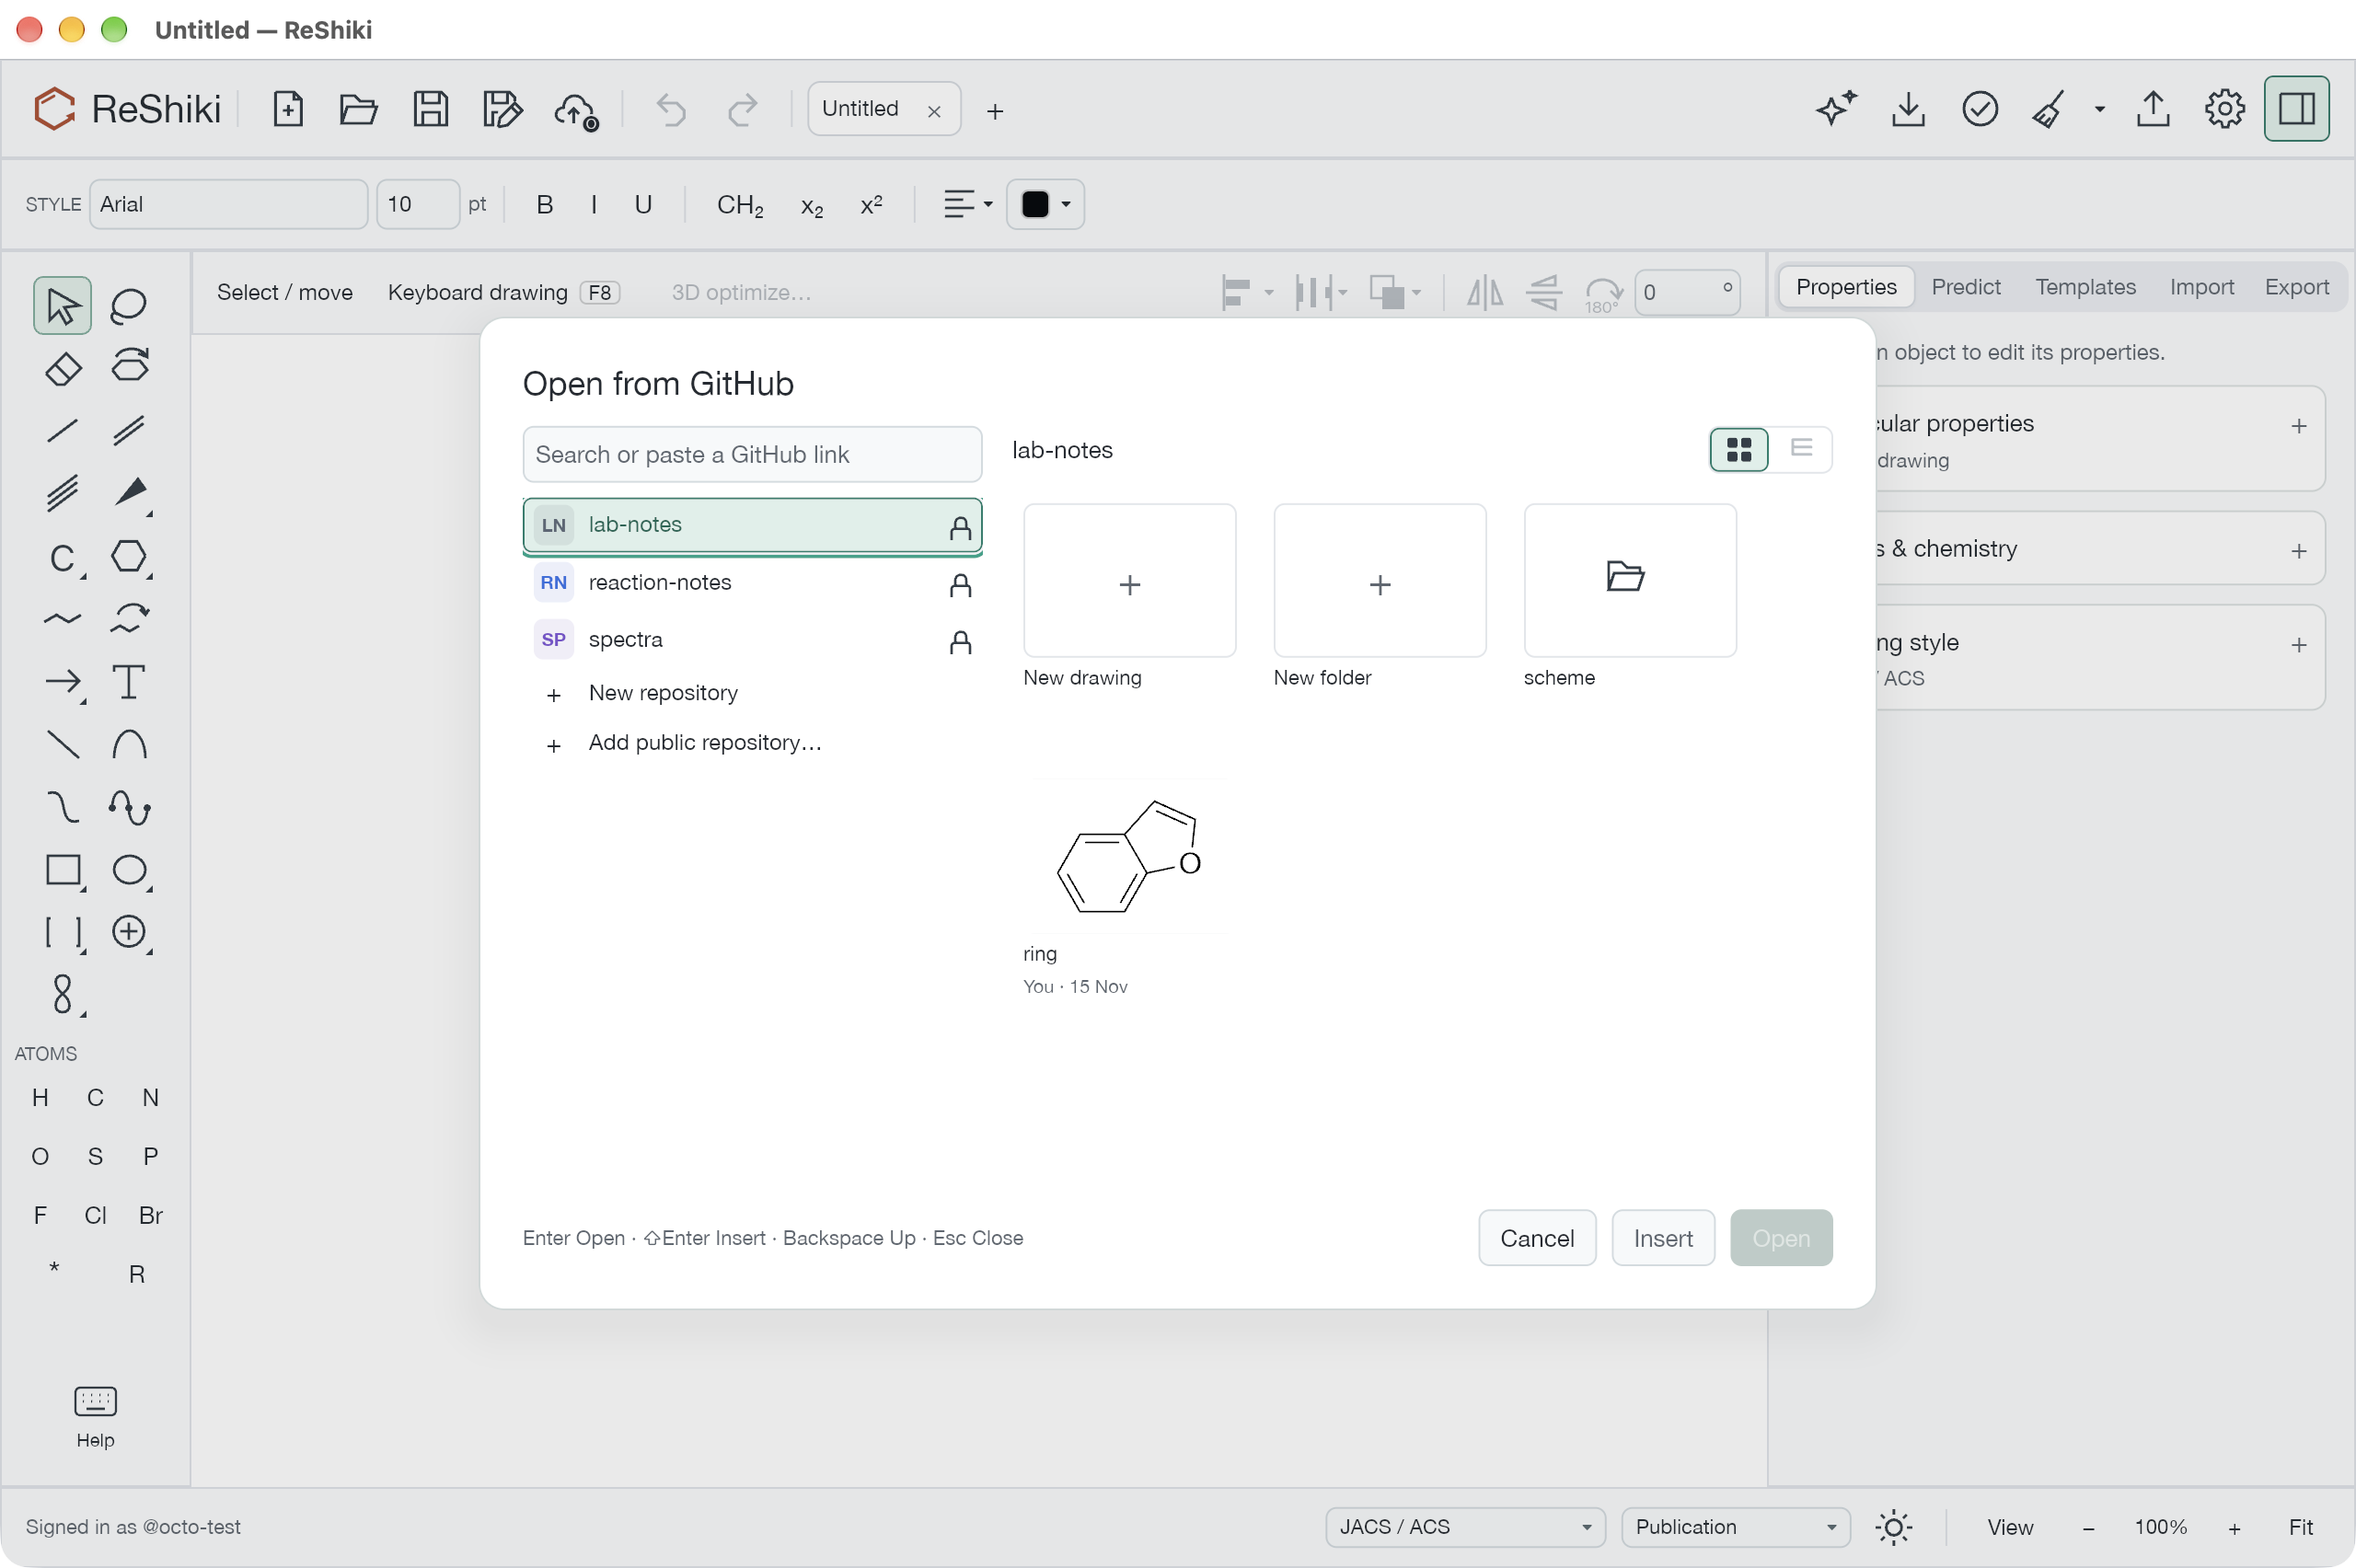 Untitled — ReShiki
ReShiki
Untitled × +
STYLE Arial 10 pt B I U CH₂ x₂ x²
Select / move Keyboard drawing F8 3D optimize...
180° 0 °
Properties Predict Templates Import Export
n object to edit its properties.
cular properties +
drawing
s & chemistry +
ng style +
/ ACS
Open from GitHub
Search or paste a GitHub link
LN lab-notes
RN reaction-notes
SP spectra
+ New repository
+ Add public repository...
lab-notes
New drawing New folder scheme
O
ring
You · 15 Nov
Enter Open · ⇧Enter Insert · Backspace Up · Esc Close
Cancel Insert Open
C
T
[ ]
ATOMS
H C N
O S P
F Cl Br
* R
Help
Signed in as @octo-test
JACS / ACS Publication View – 100% + Fit